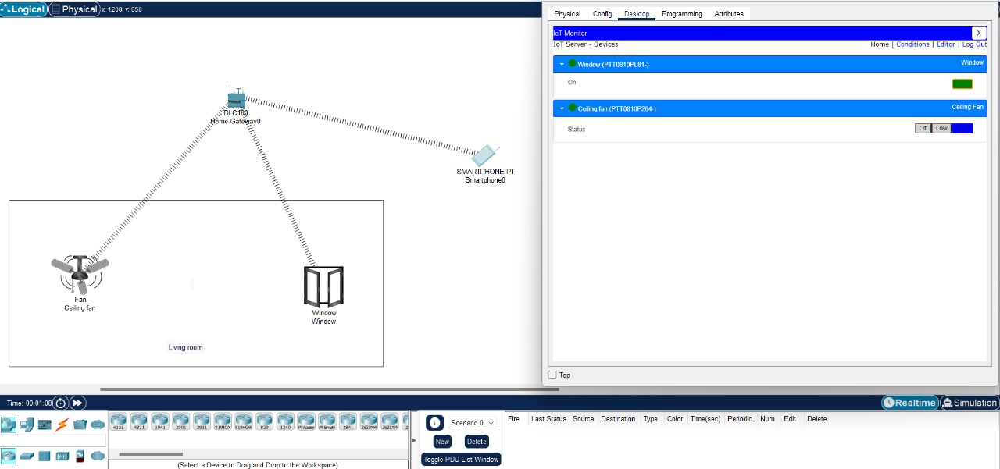 Logical
Physical
x: 1208, y: 658
Physical
Config
Desktop
Programming
Attributes
IoT Monitor
X
IoT Server - Devices
Home | Conditions | Editor | Log Out
Window (PTT0810PL81-)
Window
On
Ceiling fan (PTT0810P264-)
Ceiling Fan
Status
Off
Low
DLC100
Home Gateway0
SMARTPHONE-PT
Smartphone0
Fan
Ceiling fan
Window
Window
Living room
Top
Time: 00:01:08
Realtime
Simulation
4331
4321
1941
2901
2911
819IOX
819HGW
829
1240
PT-Router
PT-Empty
1841
2620XM
2621XM
2
Scenario 0
New
Delete
Toggle PDU List Window
Fire
Last Status
Source
Destination
Type
Color
Time(sec)
Periodic
Num
Edit
Delete
(Select a Device to Drag and Drop to the Workspace)